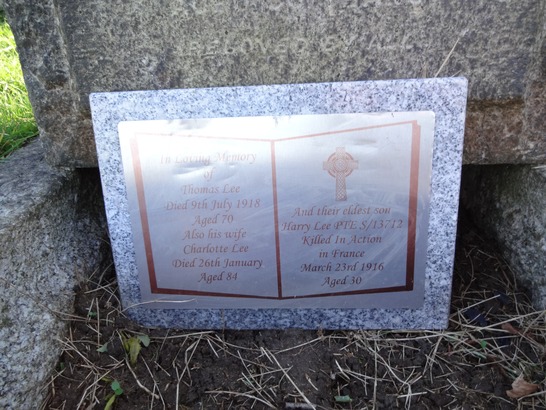 BELOVED
In Loving Memory
of
Thomas Lee
Died 9th July 1918
Aged 70
Also his wife
Charlotte Lee
Died 26th January
Aged 84
And their eldest son
Harry Lee PTE S/13712
Killed In Action
in France
March 23rd 1916
Aged 30